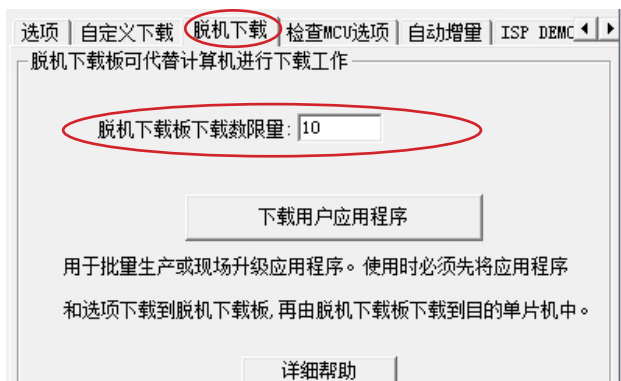 选项 自定义下载 脱机下载 检查MCU选项 自动增量 ISP DEMO
脱机下载板可代替计算机进行下载工作
脱机下载板下载数限量: 10
下载用户应用程序
用于批量生产或现场升级应用程序。使用时必须先将应用程序
和选项下载到脱机下载板,再由脱机下载板下载到目的单片机中。
详细帮助